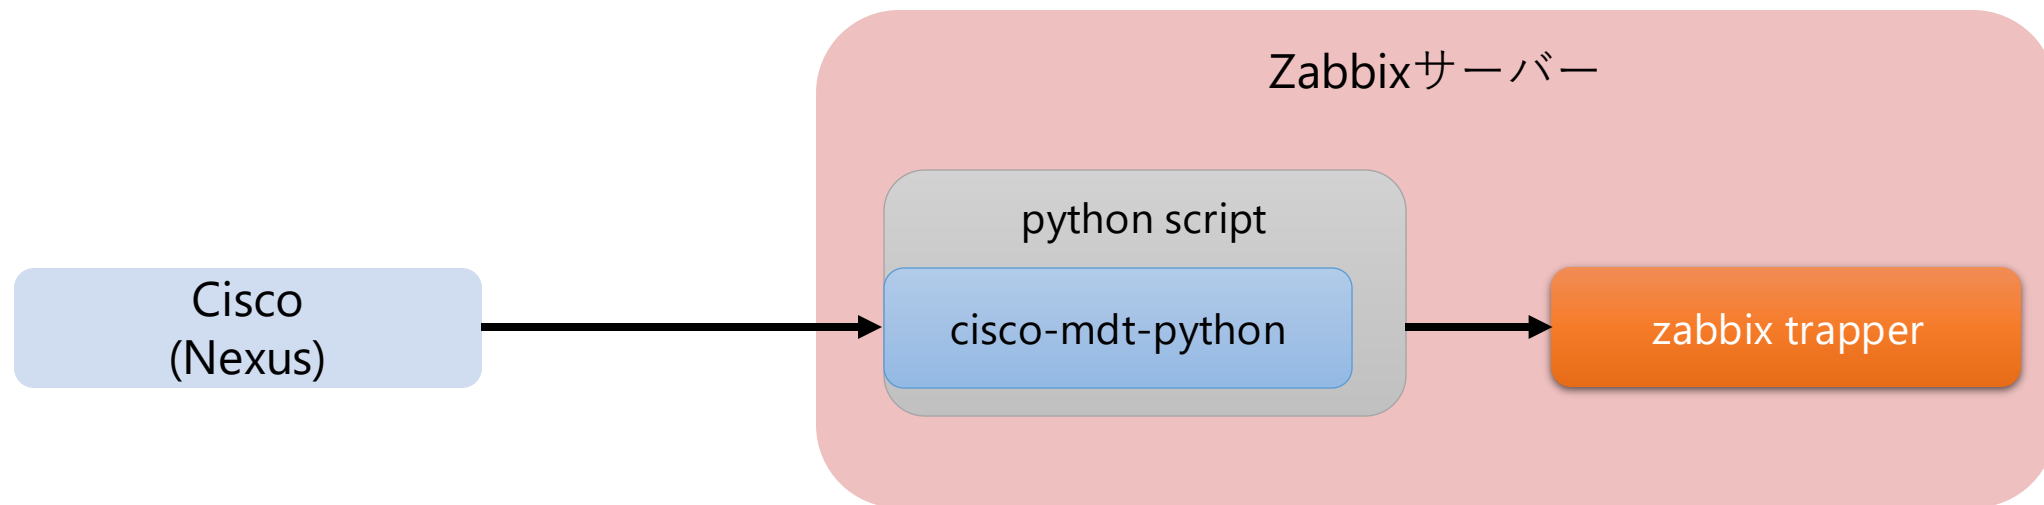 Zabbixサーバー
python script
Cisco
(Nexus)
cisco-mdt-python
zabbix trapper